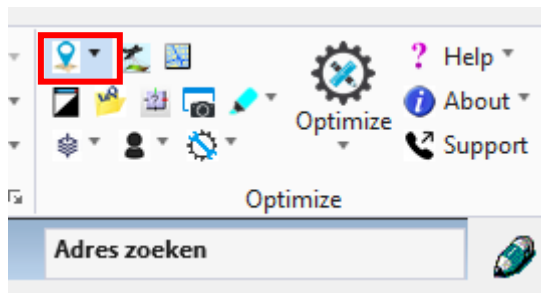 ? Help
About
Optimize
Support
Optimize
Adres zoeken